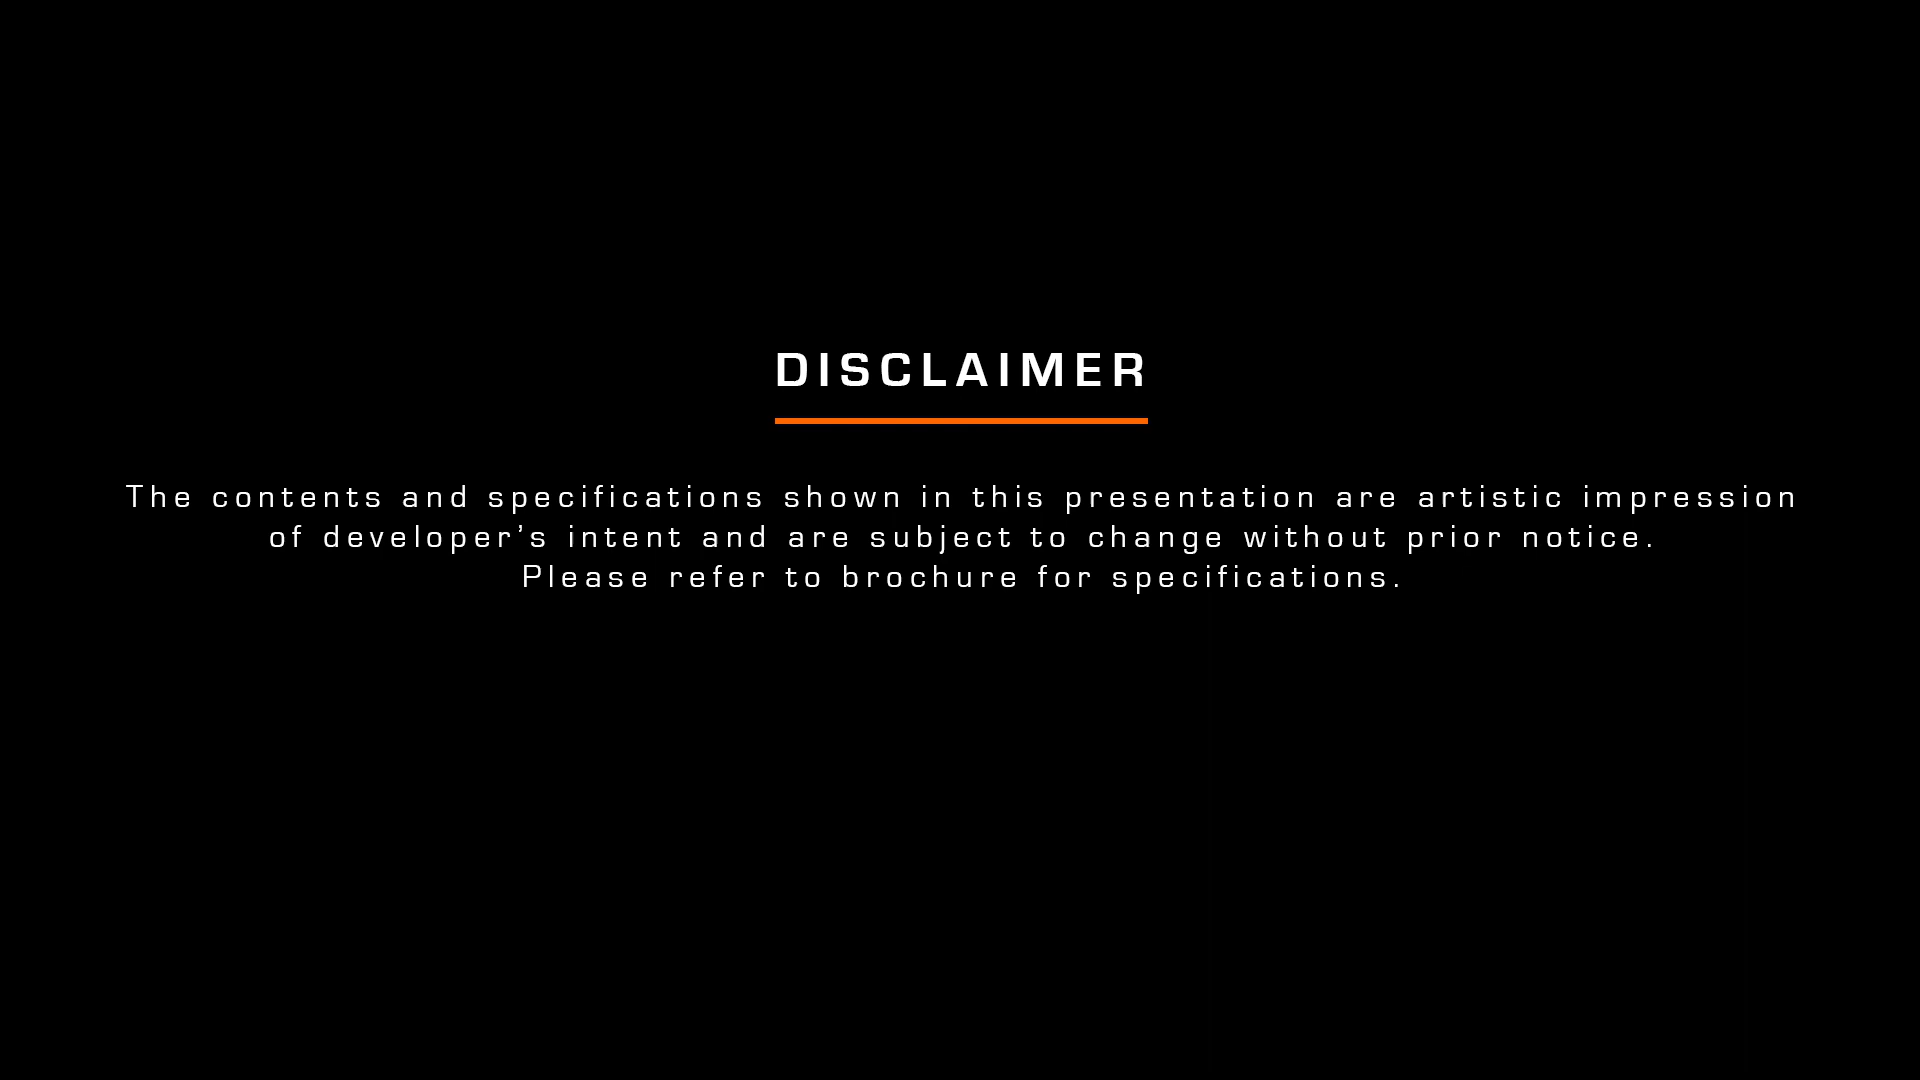 DISCLAIMER
The contents and specifications shown in this presentation are artistic impression
of developer’s intent and are subject to change without prior notice.
Please refer to brochure for specifications.